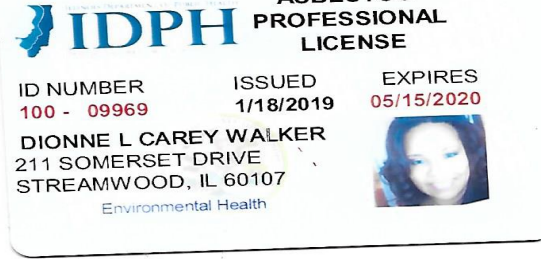 IDPH
PROFESSIONAL
LICENSE
ID NUMBER ISSUED EXPIRES
100 - 09969 1/18/2019 05/15/2020
DIONNE L CAREY WALKER
211 SOMERSET DRIVE
STREAMWOOD, IL 60107
Environmental Health